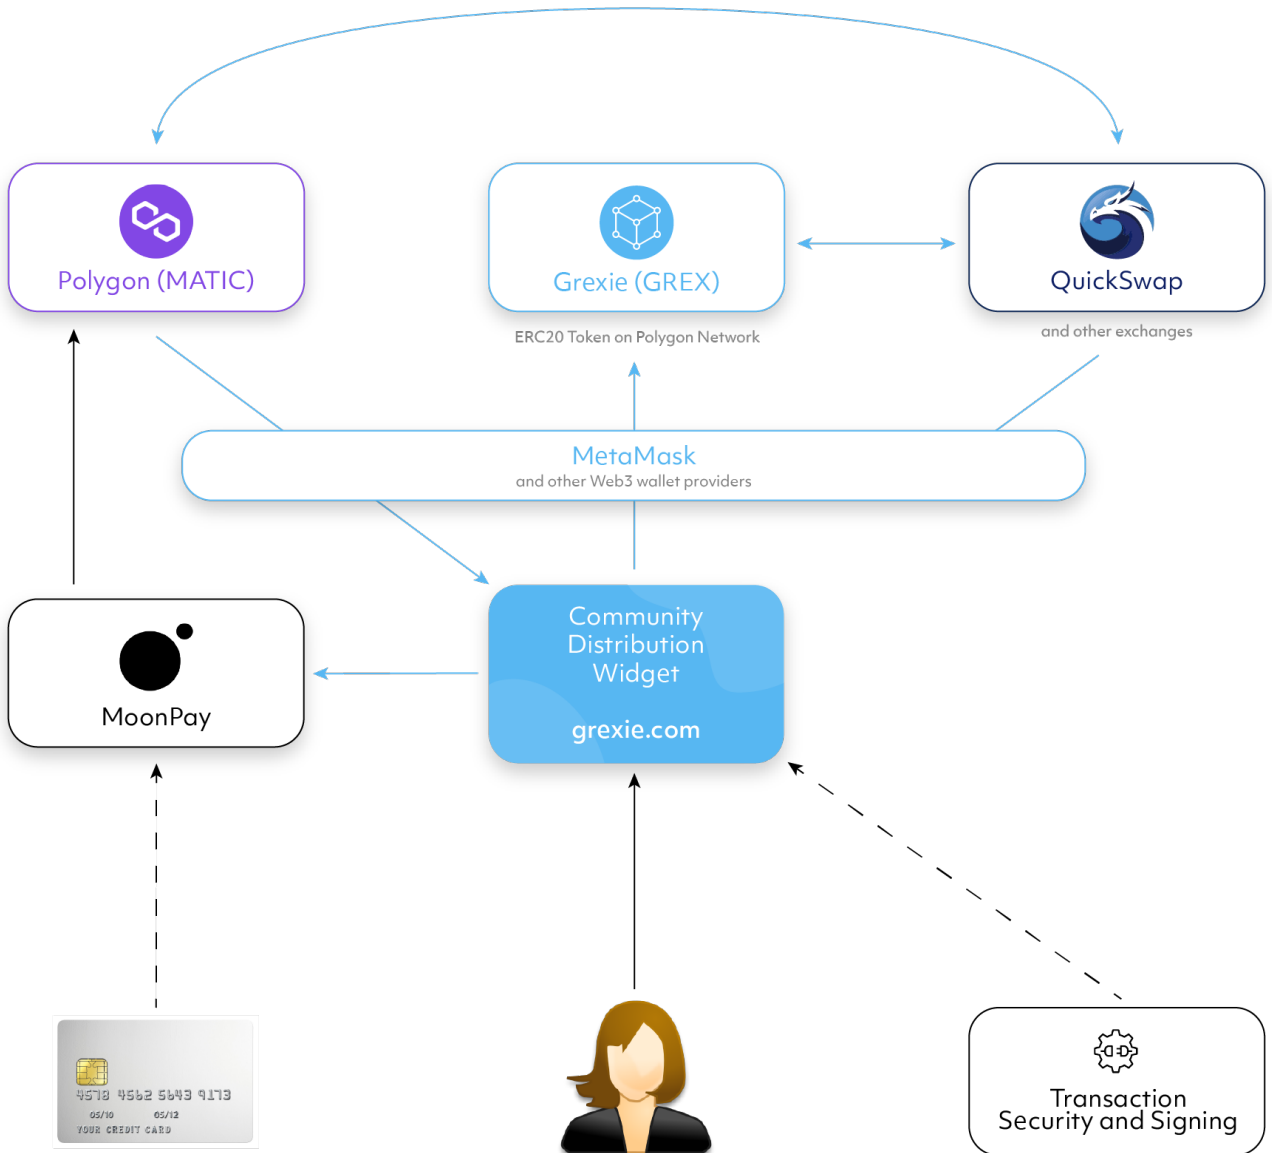 Polygon (MATIC)
Grexie (GREX)
QuickSwap
ERC20 Token on Polygon Network
and other exchanges
MetaMask
and other Web3 wallet providers
Community
Distribution
Widget
grexie.com
MoonPay
4578 4562 5643 9173
05/10 05/12
YOUR CREDIT CARD
Transaction
Security and Signing